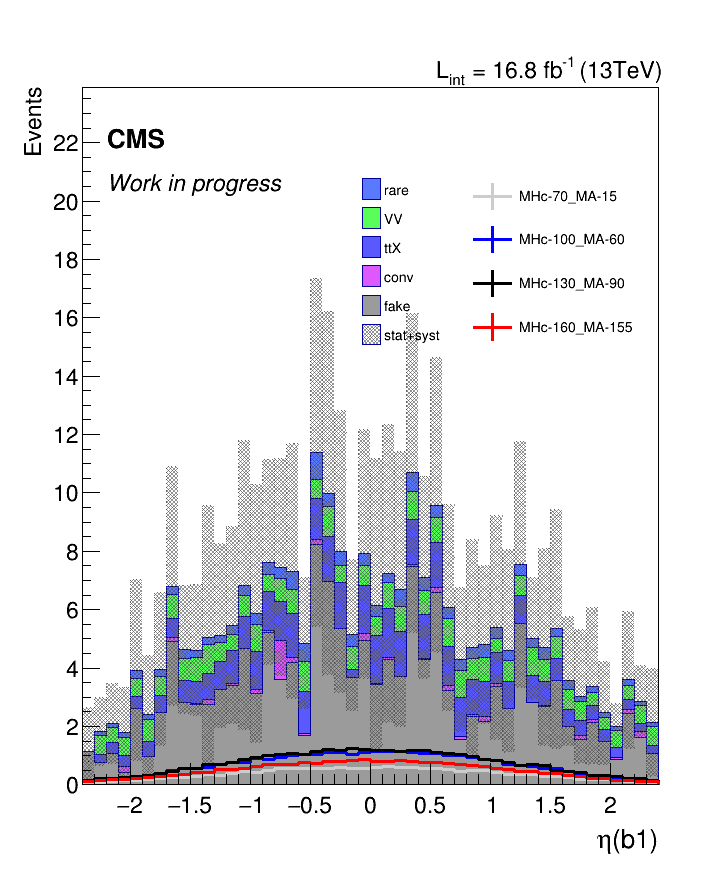 L_int = 16.8 fb^-1 (13TeV)
Events
CMS
Work in progress
rare
VV
ttX
conv
fake
stat+syst
MHc-70_MA-15
MHc-100_MA-60
MHc-130_MA-90
MHc-160_MA-155
22
20
18
16
14
12
10
8
6
4
2
0
−2 −1.5 −1 −0.5 0 0.5 1 1.5 2
η(b1)